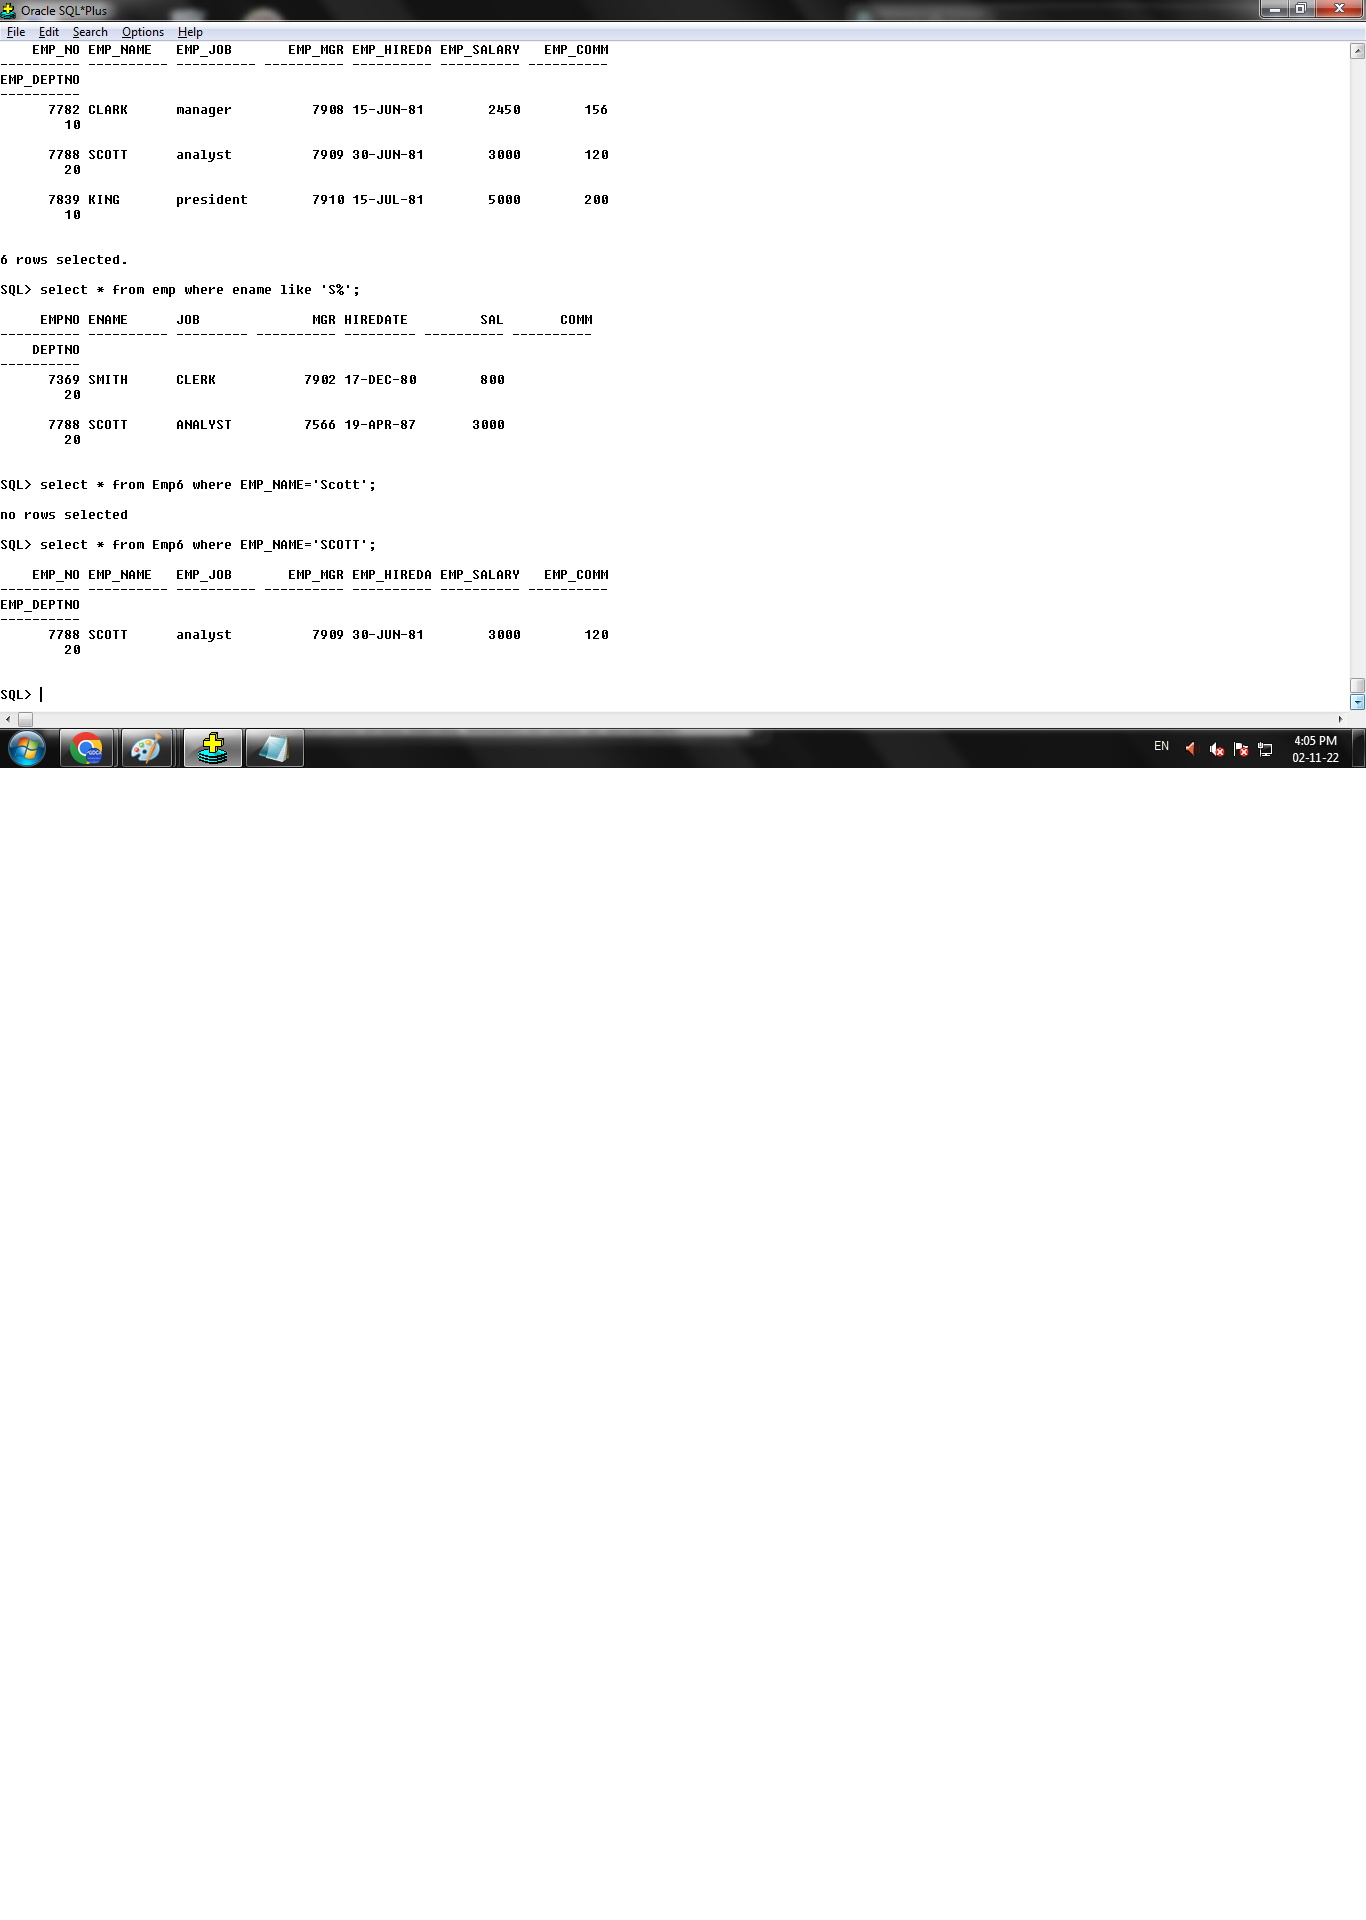 Oracle SQL*Plus
File Edit Search Options Help
EMP_NO EMP_NAME EMP_JOB EMP_MGR EMP_HIREDA EMP_SALARY EMP_COMM
---------- ---------- ---------- ---------- ---------- ---------- ----------
EMP_DEPTNO
----------
7782 CLARK manager 7908 15-JUN-81 2450 156
10
7788 SCOTT analyst 7909 30-JUN-81 3000 120
20
7839 KING president 7910 15-JUL-81 5000 200
10
6 rows selected.
SQL> select * from emp where ename like 'S%';
EMPNO ENAME JOB MGR HIREDATE SAL COMM
---------- ---------- --------- ---------- --------- ---------- ----------
DEPTNO
----------
7369 SMITH CLERK 7902 17-DEC-80 800
20
7788 SCOTT ANALYST 7566 19-APR-87 3000
20
SQL> select * from Emp6 where EMP_NAME='Scott';
no rows selected
SQL> select * from Emp6 where EMP_NAME='SCOTT';
EMP_NO EMP_NAME EMP_JOB EMP_MGR EMP_HIREDA EMP_SALARY EMP_COMM
---------- ---------- ---------- ---------- ---------- ---------- ----------
EMP_DEPTNO
----------
7788 SCOTT analyst 7909 30-JUN-81 3000 120
20
SQL>
EN
4:05 PM
02-11-22